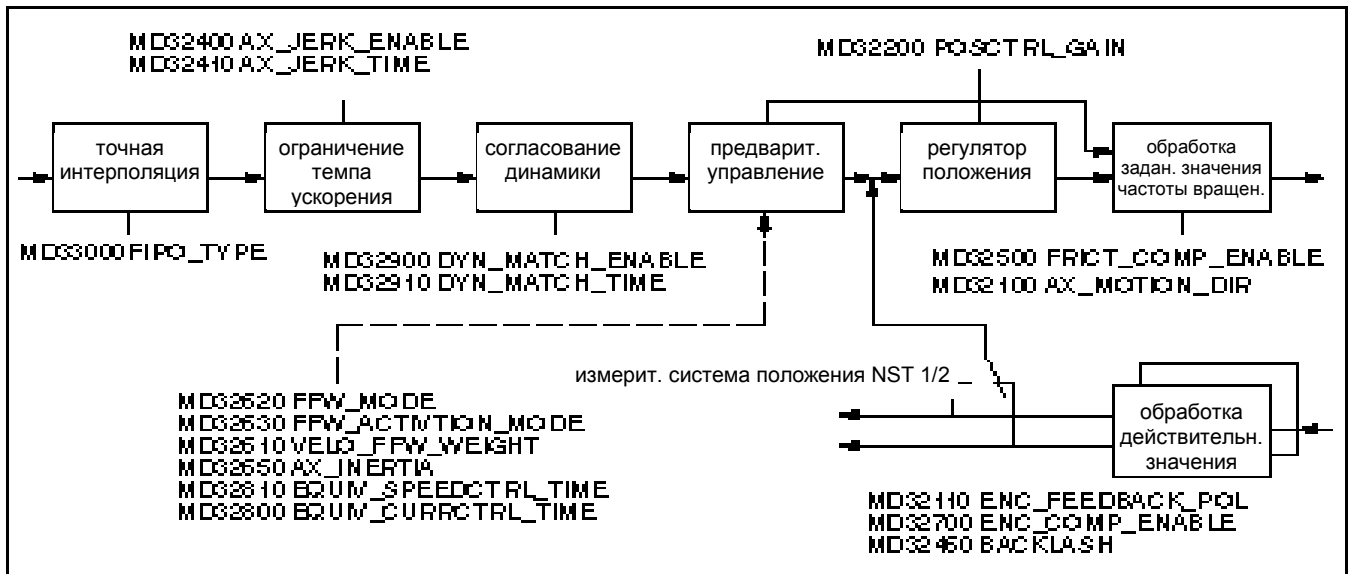 MD32400 AX_JERK_ENABLE
MD32410 AX_JERK_TIME
MD32200 POSCTRL_GAIN
точная
интерполяция
ограничение
темпа
ускорения
согласование
динамики
предварит.
управление
регулятор
положения
обработка
задан. значения
частоты вращен.
MD33000 FIPO_TYPE
MD32900 DYN_MATCH_ENABLE
MD32910 DYN_MATCH_TIME
MD32500 FRICT_COMP_ENABLE
MD32100 AX_MOTION_DIR
измерит. система положения NST 1/2
MD32620 FFW_MODE
MD32630 FFW_ACTIVTION_MODE
MD32610 VELO_FFW_WEIGHT
MD32650 AX_INERTIA
MD32810 EQUIV_SPEEDCTRL_TIME
MD32800 EQUIV_CURRCTRL_TIME
обработка
действительн.
значения
MD32110 ENC_FEEDBACK_POL
MD32700 ENC_COMP_ENABLE
MD32450 BACKLASH